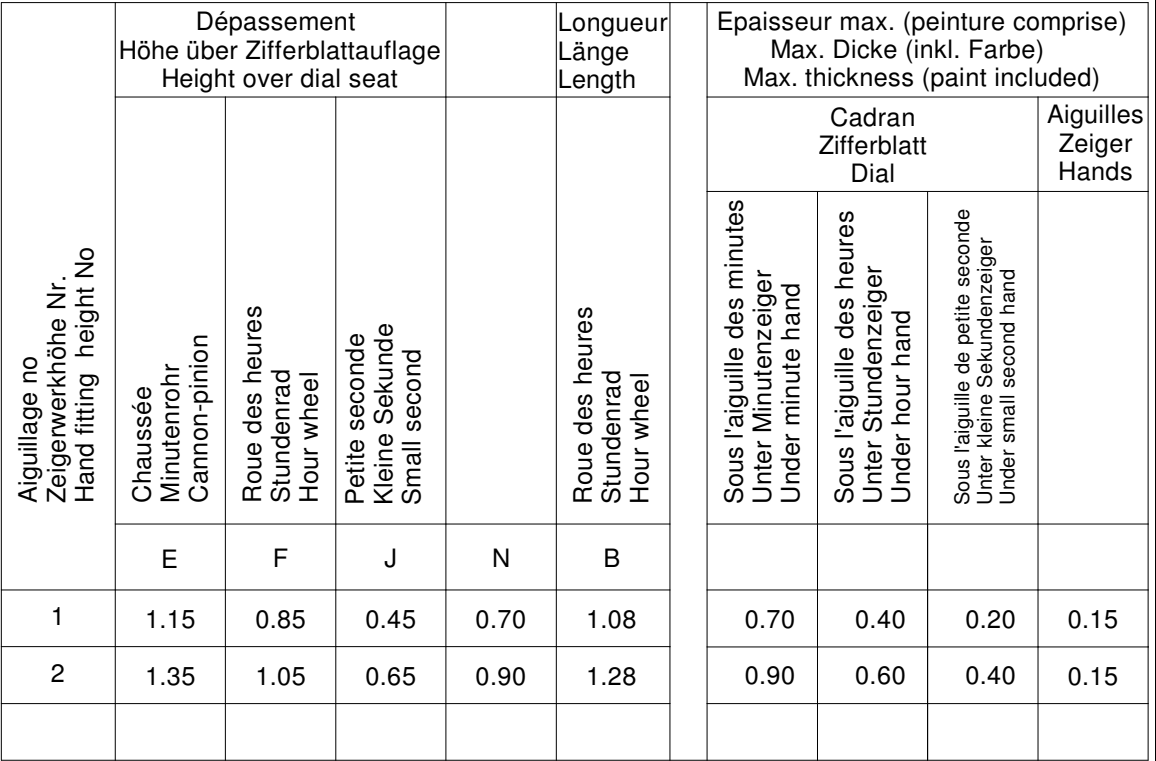 Dépassement
Höhe über Zifferblattauflage
Height over dial seat
Longueur
Länge
Length
Epaisseur max. (peinture comprise)
Max. Dicke (inkl. Farbe)
Max. thickness (paint included)
Cadran
Zifferblatt
Dial
Aiguilles
Zeiger
Hands
Aiguillage no
Zeigerwerkhöhe Nr.
Hand fitting height No
Chaussée
Minutenrohr
Cannon-pinion
Roue des heures
Stundenrad
Hour wheel
Petite seconde
Kleine Sekunde
Small second
Roue des heures
Stundenrad
Hour wheel
Sous l'aiguille des minutes
Unter Minutenzeiger
Under minute hand
Sous l'aiguille des heures
Unter Stundenzeiger
Under hour hand
Sous l'aiguille de petite seconde
Unter kleine Sekundenzeiger
Under small second hand
E F J N B
1 1.15 0.85 0.45 0.70 1.08 0.70 0.40 0.20 0.15
2 1.35 1.05 0.65 0.90 1.28 0.90 0.60 0.40 0.15